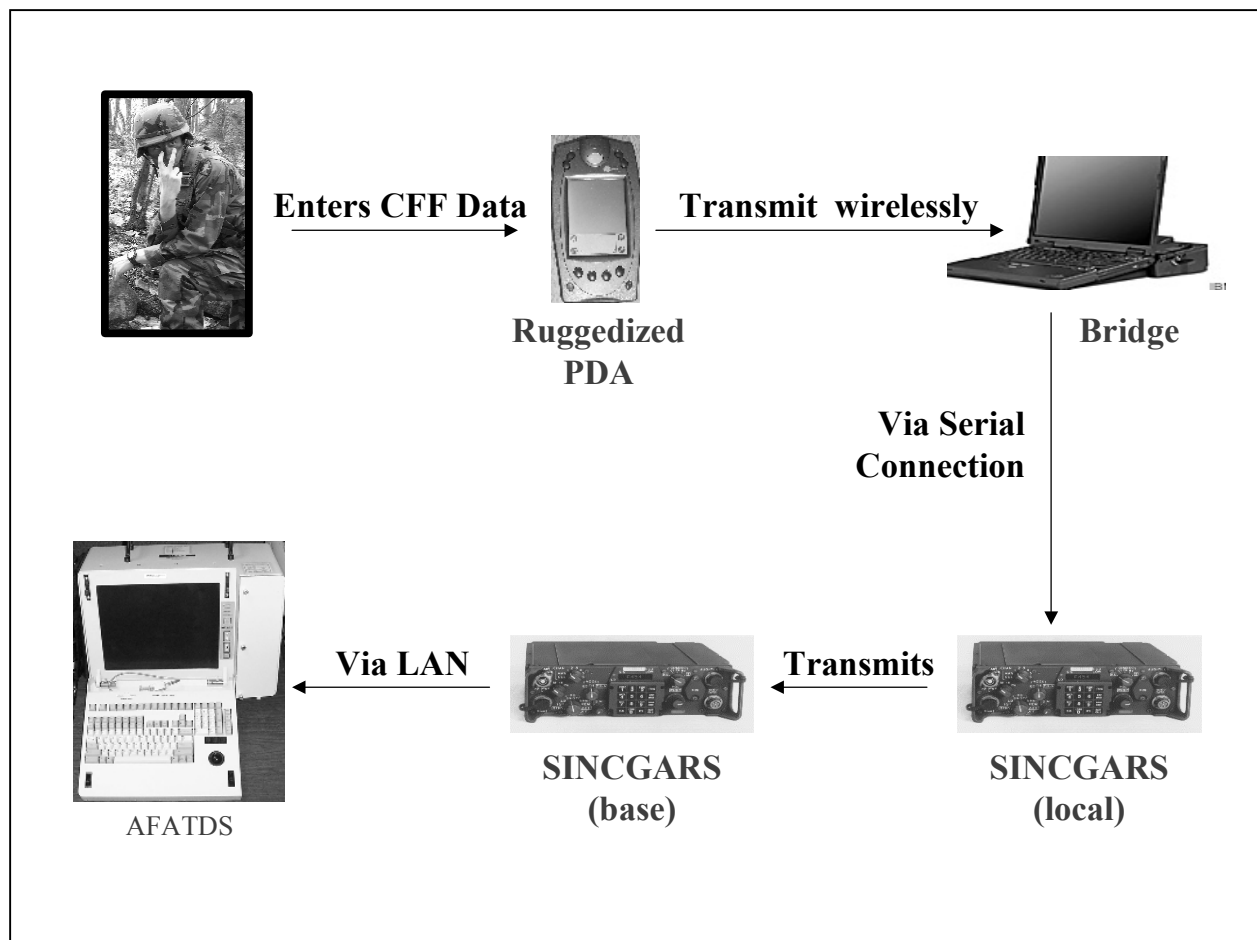 Enters CFF Data
Transmit wirelessly
Ruggedized
PDA
Bridge
Via Serial
Connection
Via LAN
Transmits
AFATDS
SINCGARS
(base)
SINCGARS
(local)